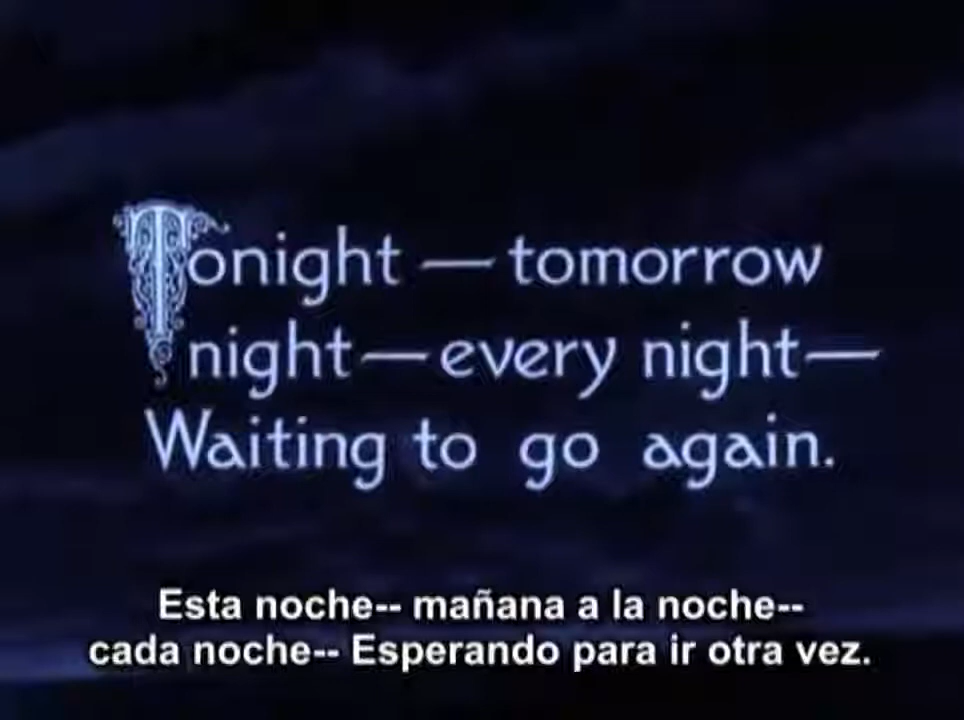 Tonight — tomorrow
night — every night —
Waiting to go again.
Esta noche-- mañana a la noche--
cada noche-- Esperando para ir otra vez.